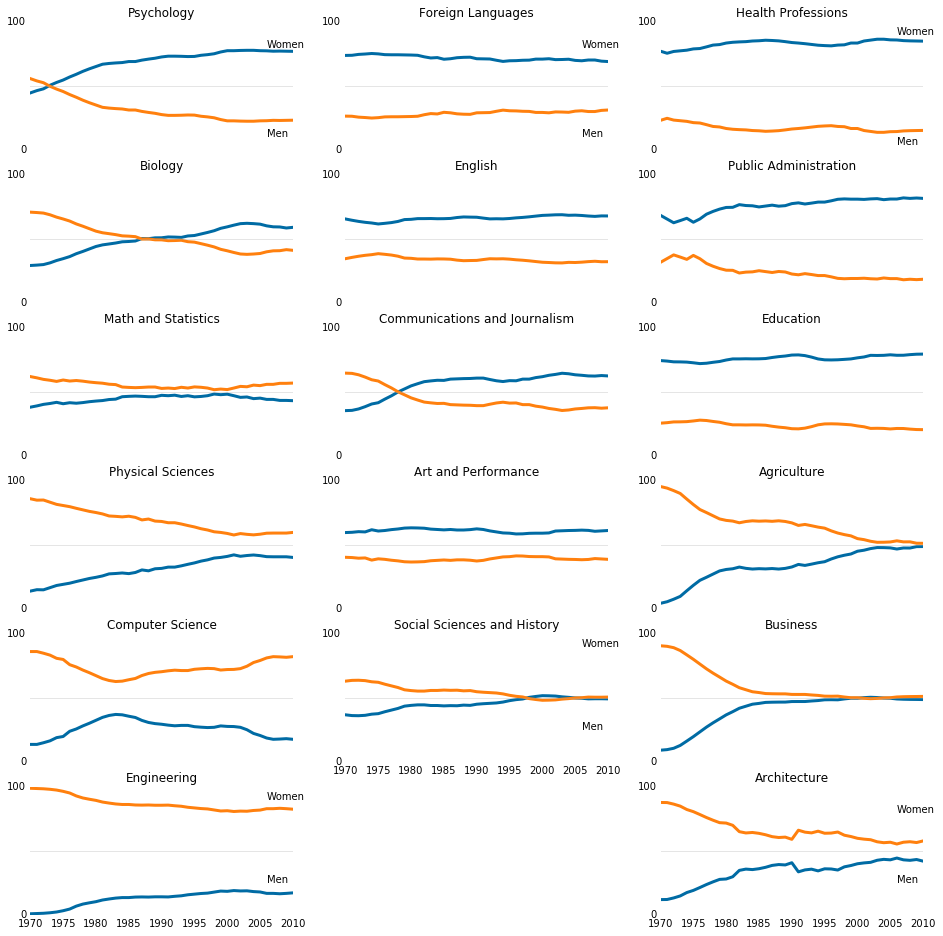 Psychology
100
Women
Men
0
Foreign Languages
100
Women
Men
0
Health Professions
100
Women
Men
0
Biology
100
0
English
100
0
Public Administration
100
0
Math and Statistics
100
0
Communications and Journalism
100
0
Education
100
0
Physical Sciences
100
0
Art and Performance
100
0
Agriculture
100
0
Computer Science
100
0
Social Sciences and History
100
Women
Men
0
1970 1975 1980 1985 1990 1995 2000 2005 2010
Business
100
0
Engineering
100
Women
Men
0
1970 1975 1980 1985 1990 1995 2000 2005 2010
Architecture
100
Women
Men
0
1970 1975 1980 1985 1990 1995 2000 2005 2010